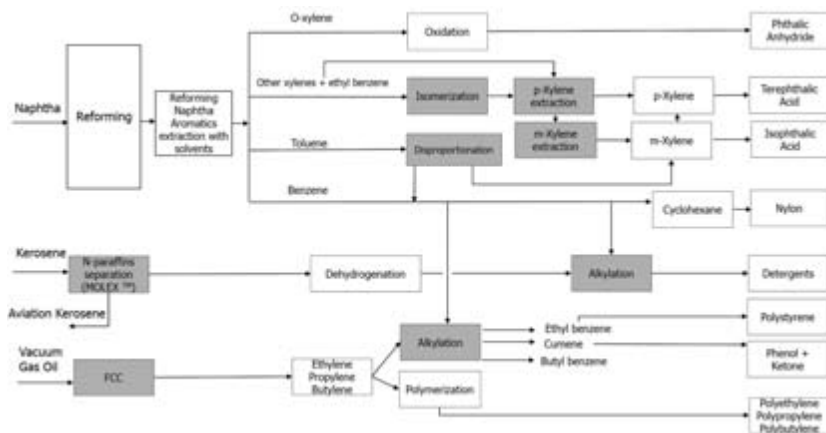 O-xylene
Oxidation
Phthalic
Anhydride
Other xylenes + ethyl benzene
Isomerization
p-Xylene
extraction
p-Xylene
Terephthalic
Acid
Naphtha
Reforming
Reforming
Naphtha
Aromatics
extraction with
solvents
m-Xylene
extraction
m-Xylene
Isophthalic
Acid
Toluene
Disproportionation
Benzene
Cyclohexane
Nylon
Kerosene
N-paraffins
separation
(MOLEX ™)
Dehydrogenation
Alkylation
Detergents
Aviation Kerosene
Ethyl benzene
Polystyrene
Alkylation
Cumene
Phenol +
Ketone
Butyl benzene
Vacuum
Gas Oil
FCC
Ethylene
Propylene
Butylene
Polymerization
Polyethylene
Polypropylene
Polybutylene